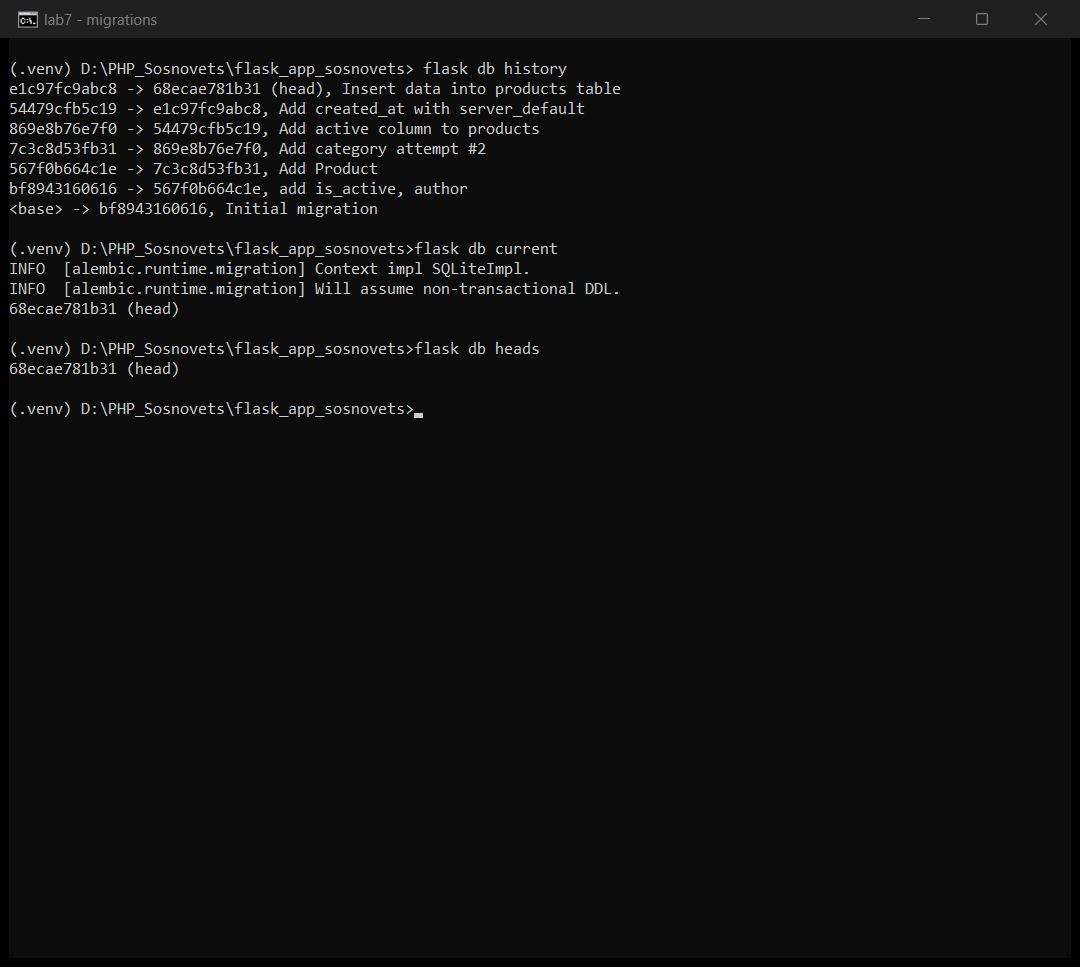 lab7 - migrations
(.venv) D:\PHP_Sosnovets\flask_app_sosnovets> flask db history
e1c97fc9abc8 -> 68ecae781b31 (head), Insert data into products table
54479cfb5c19 -> e1c97fc9abc8, Add created_at with server_default
869e8b76e7f0 -> 54479cfb5c19, Add active column to products
7c3c8d53fb31 -> 869e8b76e7f0, Add category attempt #2
567f0b664c1e -> 7c3c8d53fb31, Add Product
bf8943160616 -> 567f0b664c1e, add is_active, author
<base> -> bf8943160616, Initial migration
(.venv) D:\PHP_Sosnovets\flask_app_sosnovets>flask db current
INFO  [alembic.runtime.migration] Context impl SQLiteImpl.
INFO  [alembic.runtime.migration] Will assume non-transactional DDL.
68ecae781b31 (head)
(.venv) D:\PHP_Sosnovets\flask_app_sosnovets>flask db heads
68ecae781b31 (head)
(.venv) D:\PHP_Sosnovets\flask_app_sosnovets>